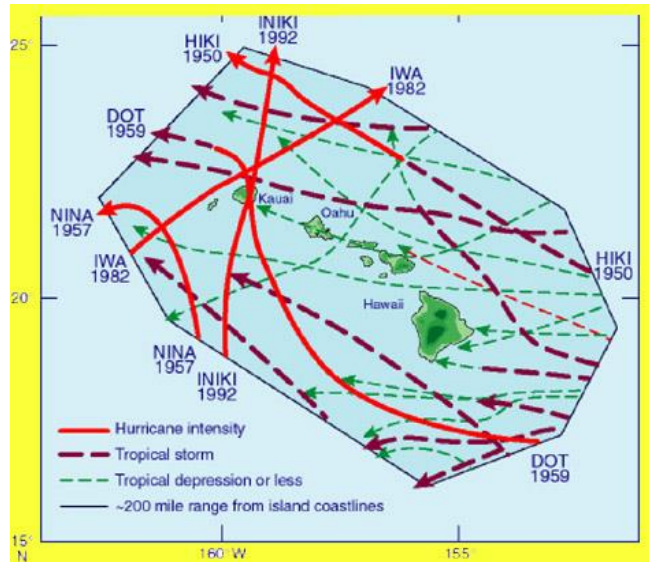 25°
INIKI
1992
HIKI
1950
IWA
1982
DOT
1959
Kauai
Oahu
NINA
1957
IWA
1982
HIKI
1950
20
Hawaii
NINA
1957
INIKI
1992
Hurricane intensity
Tropical storm
Tropical depression or less
~200 mile range from island coastlines
DOT
1959
15°
N
160° W
155°